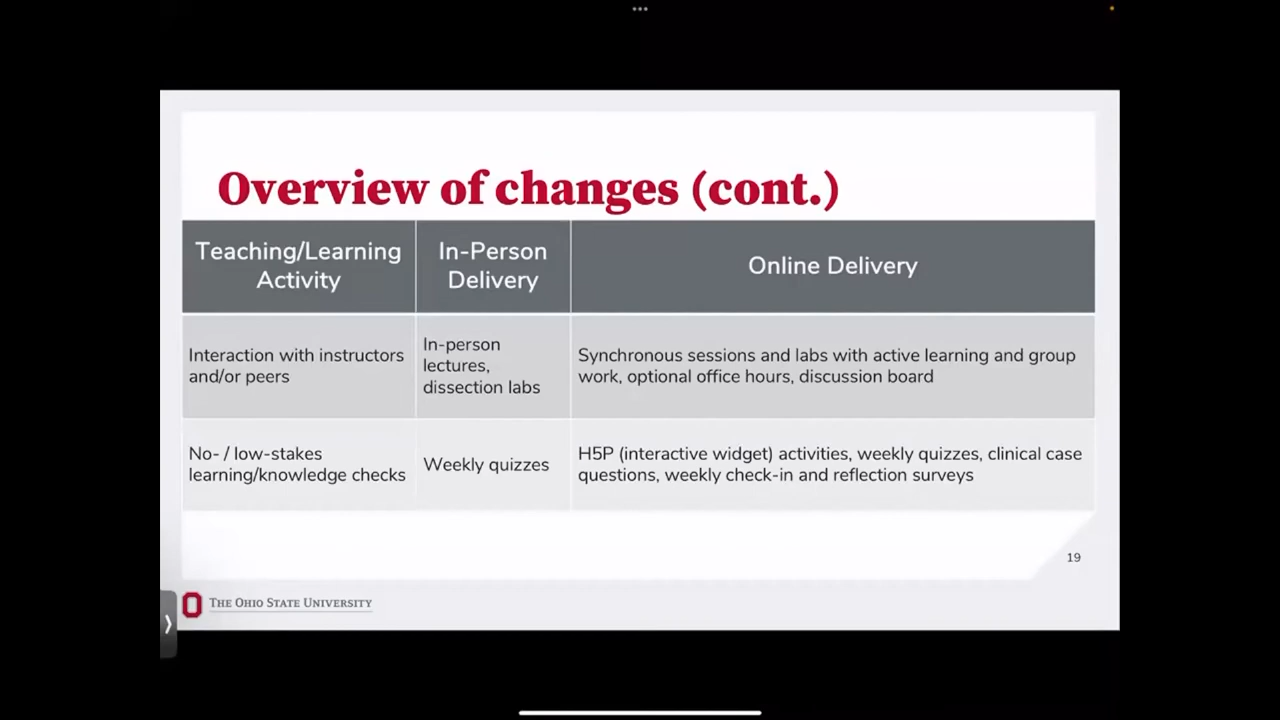 Overview of changes (cont.)
Teaching/Learning
Activity
In-Person
Delivery
Online Delivery
Interaction with instructors
and/or peers
In-person
lectures,
dissection labs
Synchronous sessions and labs with active learning and group
work, optional office hours, discussion board
No- / low-stakes
learning/knowledge checks
Weekly quizzes
H5P (interactive widget) activities, weekly quizzes, clinical case
questions, weekly check-in and reflection surveys
19
THE OHIO STATE UNIVERSITY